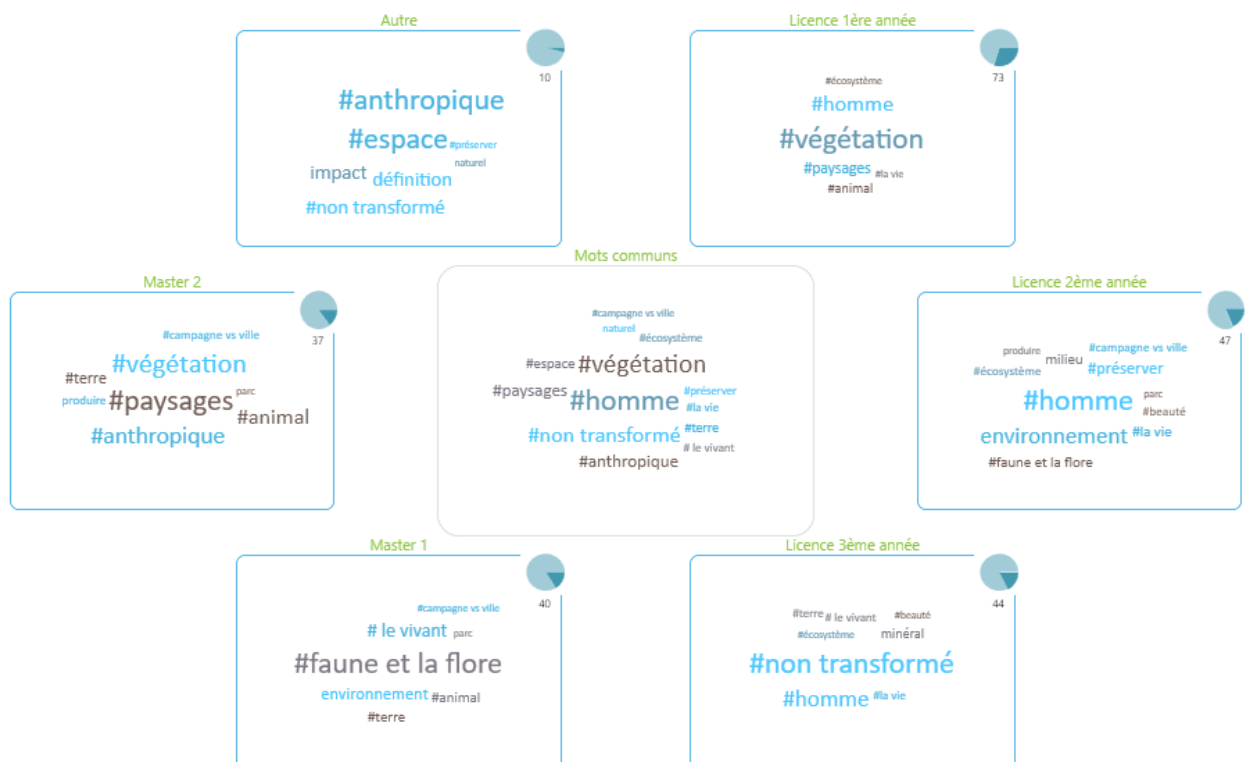 Autre
10
#anthropique
#espace #préserver
naturel
impact définition
#non transformé
Licence 1ère année
73
#écosystème
#homme
#végétation
#paysages #la vie
#animal
Master 2
37
#campagne vs ville
#végétation
#terre
produire #paysages parc
#animal
#anthropique
Mots communs
#campagne vs ville
naturel
#écosystème
#espace #végétation
#paysages #homme #préserver
#la vie
#non transformé #terre
# le vivant
#anthropique
Licence 2ème année
47
produire milieu #campagne vs ville
#écosystème #préserver
#homme parc
#beauté
environnement #la vie
#faune et la flore
Master 1
40
#campagne vs ville
# le vivant parc
#faune et la flore
environnement #animal
#terre
Licence 3ème année
44
#terre # le vivant #beauté
#écosystème minéral
#non transformé
#homme #la vie